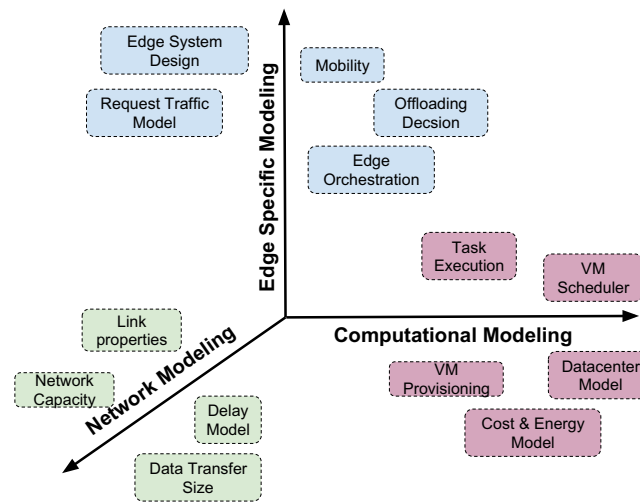 Edge System
Design
Mobility
Request Traffic
Model
Offloading
Decsion
Edge
Orchestration
Edge Specific Modeling
Task
Execution
VM
Scheduler
Link
properties
Computational Modeling
Network Modeling
Network
Capacity
VM
Provisioning
Datacenter
Model
Delay
Model
Cost & Energy
Model
Data Transfer
Size